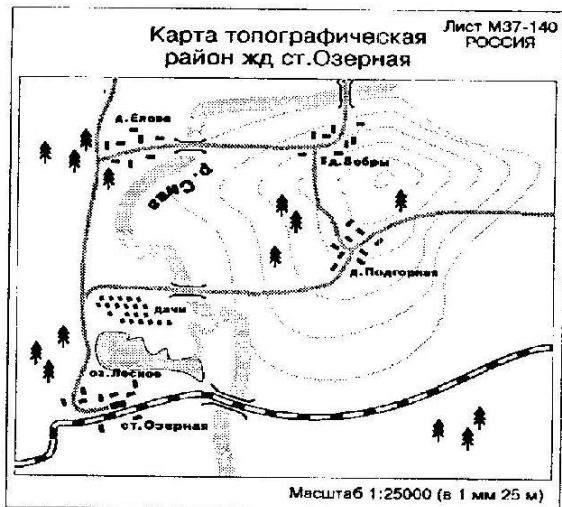 Карта топографическая
район жд ст.Озерная
Лист М37-140
РОССИЯ
д.Елова
р. Сива
д.Бобры
д. Подгорная
дачи
оз.Лесное
ст.Озерная
Масштаб 1:25000 (в 1 мм 25 м)